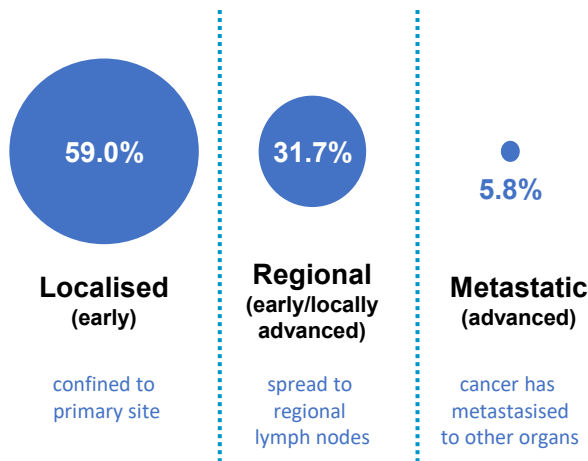 59.0%
Localised
(early)
confined to
primary site
31.7%
Regional
(early/locally
advanced)
spread to
regional
lymph nodes
5.8%
Metastatic
(advanced)
cancer has
metastasised
to other organs